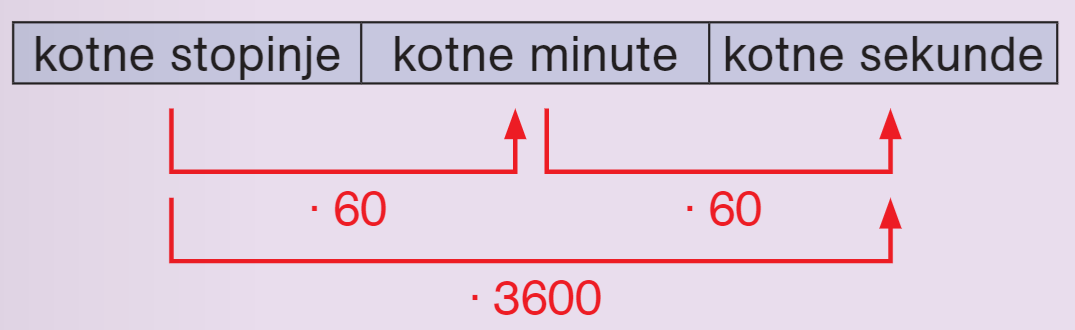 kotne stopinje kotne minute kotne sekunde
· 60 · 60
· 3600